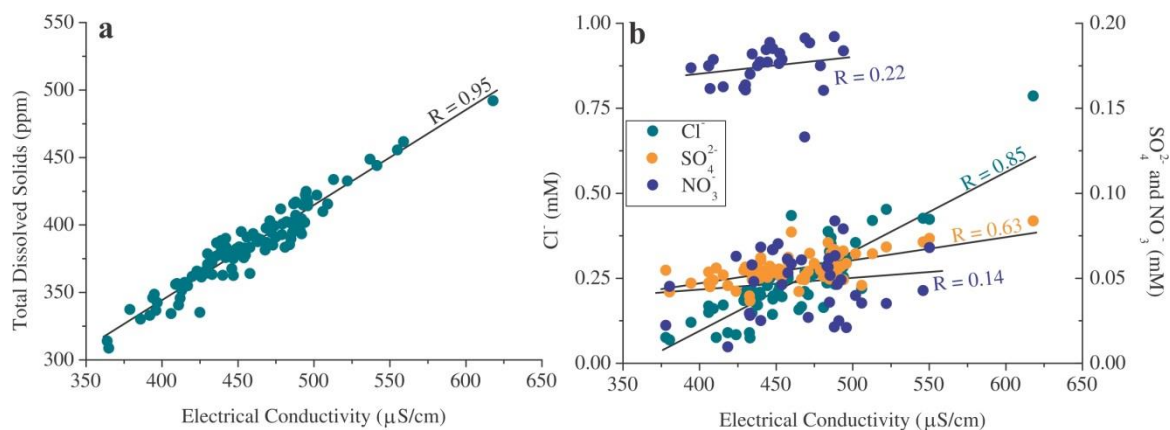 a
Total Dissolved Solids (ppm)
550
500
450
400
350
300
R = 0.95
350 400 450 500 550 600 650
Electrical Conductivity (μS/cm)
b
Cl⁻ (mM)
1.00
0.75
0.50
0.25
0.00
Cl⁻
SO₄²⁻
NO₃⁻
R = 0.22
R = 0.85
R = 0.63
R = 0.14
0.20
0.15
0.10
0.05
0.00
SO₄²⁻ and NO₃⁻ (mM)
350 400 450 500 550 600 650
Electrical Conductivity (μS/cm)